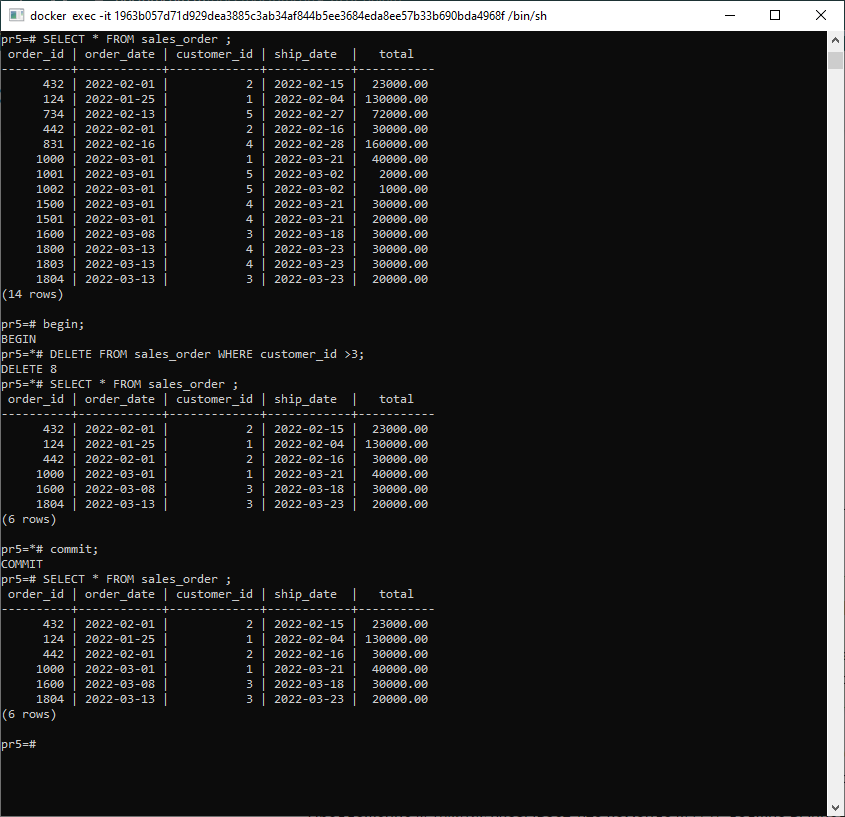 docker exec -it 1963b057d71d929dea3885c3ab34af844b5ee3684eda8ee57b33b690bda4968f /bin/sh
pr5=# SELECT * FROM sales_order ;
 order_id | order_date | customer_id | ship_date  |   total
----------+------------+-------------+------------+-----------
      432 | 2022-02-01 |           2 | 2022-02-15 |  23000.00
      124 | 2022-01-25 |           1 | 2022-02-04 | 130000.00
      734 | 2022-02-13 |           5 | 2022-02-27 |  72000.00
      442 | 2022-02-01 |           2 | 2022-02-16 |  30000.00
      831 | 2022-02-16 |           4 | 2022-02-28 | 160000.00
     1000 | 2022-03-01 |           1 | 2022-03-21 |  40000.00
     1001 | 2022-03-01 |           5 | 2022-03-02 |   2000.00
     1002 | 2022-03-01 |           5 | 2022-03-02 |   1000.00
     1500 | 2022-03-01 |           4 | 2022-03-21 |  30000.00
     1501 | 2022-03-01 |           4 | 2022-03-21 |  20000.00
     1600 | 2022-03-08 |           3 | 2022-03-18 |  30000.00
     1800 | 2022-03-13 |           4 | 2022-03-23 |  30000.00
     1803 | 2022-03-13 |           4 | 2022-03-23 |  30000.00
     1804 | 2022-03-13 |           3 | 2022-03-23 |  20000.00
(14 rows)
pr5=# begin;
BEGIN
pr5=*# DELETE FROM sales_order WHERE customer_id >3;
DELETE 8
pr5=*# SELECT * FROM sales_order ;
 order_id | order_date | customer_id | ship_date  |   total
----------+------------+-------------+------------+-----------
      432 | 2022-02-01 |           2 | 2022-02-15 |  23000.00
      124 | 2022-01-25 |           1 | 2022-02-04 | 130000.00
      442 | 2022-02-01 |           2 | 2022-02-16 |  30000.00
     1000 | 2022-03-01 |           1 | 2022-03-21 |  40000.00
     1600 | 2022-03-08 |           3 | 2022-03-18 |  30000.00
     1804 | 2022-03-13 |           3 | 2022-03-23 |  20000.00
(6 rows)
pr5=*# commit;
COMMIT
pr5=# SELECT * FROM sales_order ;
 order_id | order_date | customer_id | ship_date  |   total
----------+------------+-------------+------------+-----------
      432 | 2022-02-01 |           2 | 2022-02-15 |  23000.00
      124 | 2022-01-25 |           1 | 2022-02-04 | 130000.00
      442 | 2022-02-01 |           2 | 2022-02-16 |  30000.00
     1000 | 2022-03-01 |           1 | 2022-03-21 |  40000.00
     1600 | 2022-03-08 |           3 | 2022-03-18 |  30000.00
     1804 | 2022-03-13 |           3 | 2022-03-23 |  20000.00
(6 rows)
pr5=#